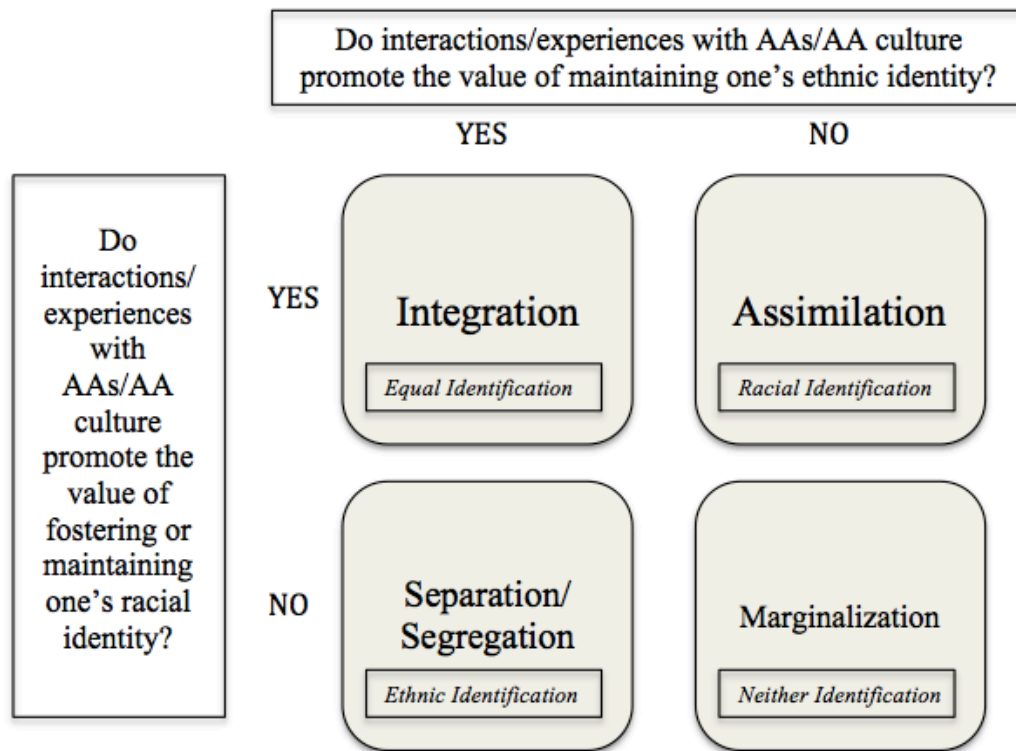 Do interactions/experiences with AAs/AA culture
promote the value of maintaining one's ethnic identity?
YES
NO
Do
interactions/
experiences
with
AAs/AA
culture
promote the
value of
fostering or
maintaining
one's racial
identity?
YES
Integration
Equal Identification
Assimilation
Racial Identification
NO
Separation/
Segregation
Ethnic Identification
Marginalization
Neither Identification